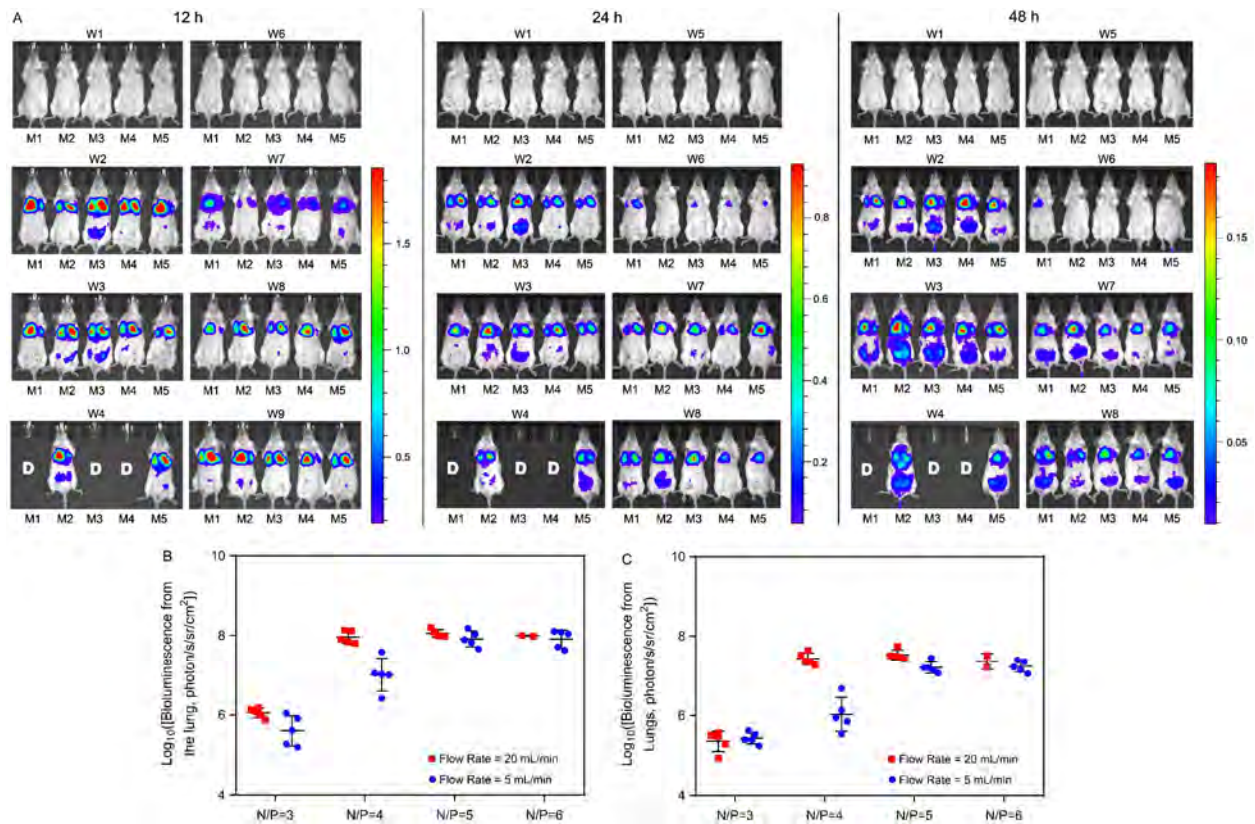 A
12 h
24 h
48 h
W1 W6 W1 W5 W1 W5
M1 M2 M3 M4 M5 M1 M2 M3 M4 M5 M1 M2 M3 M4 M5 M1 M2 M3 M4 M5 M1 M2 M3 M4 M5 M1 M2 M3 M4 M5
W2 W7 W2 W6 W2 W6
1.5 0.8 0.15
M1 M2 M3 M4 M5 M1 M2 M3 M4 M5 M1 M2 M3 M4 M5 M1 M2 M3 M4 M5 M1 M2 M3 M4 M5 M1 M2 M3 M4 M5
W3 W8 W3 W7 W3 W7
1.0 0.6 0.10
0.4
M1 M2 M3 M4 M5 M1 M2 M3 M4 M5 M1 M2 M3 M4 M5 M1 M2 M3 M4 M5 M1 M2 M3 M4 M5 M1 M2 M3 M4 M5
W4 W9 W4 W8 W4 W8
0.5 0.2 0.05
D D D D D D D D D
M1 M2 M3 M4 M5 M1 M2 M3 M4 M5 M1 M2 M3 M4 M5 M1 M2 M3 M4 M5 M1 M2 M3 M4 M5 M1 M2 M3 M4 M5
B
Log10([Bioluminescence from
the lung, photon/s/sr/cm2])
10
8
6
4
Flow Rate = 20 mL/min
Flow Rate = 5 mL/min
N/P=3 N/P=4 N/P=5 N/P=6
C
Log10([Bioluminescence from
Lungs, photon/s/sr/cm2])
10
8
6
4
Flow Rate = 20 mL/min
Flow Rate = 5 mL/min
N/P=3 N/P=4 N/P=5 N/P=6